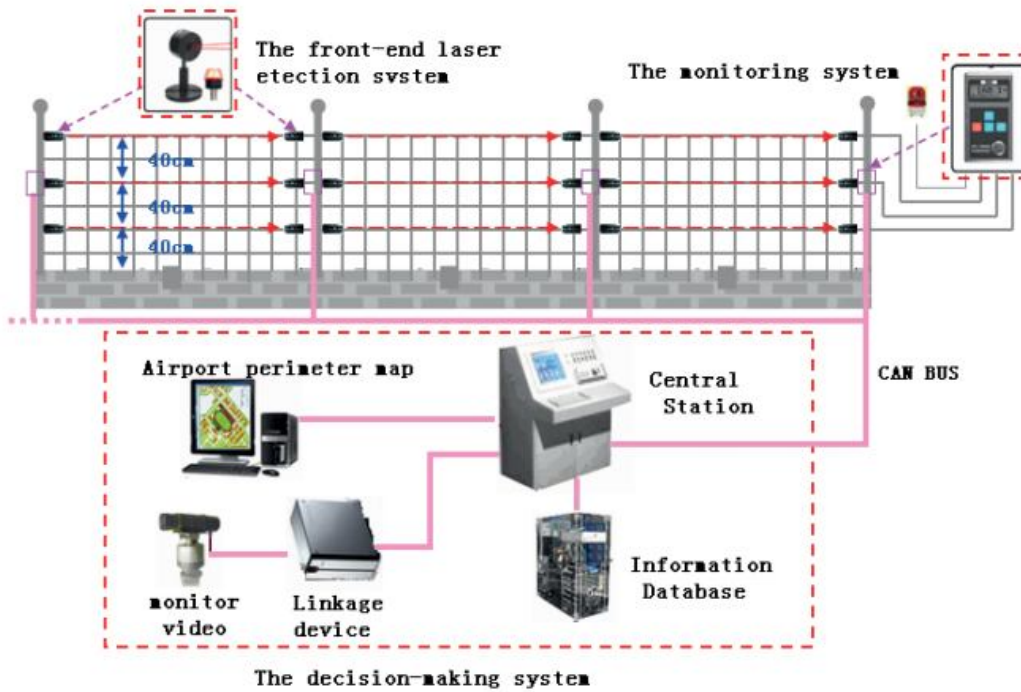 The front-end laser
etection svstem
The monitoring system
40cm
40cm
40cm
Airport perimeter map
Central
Station
CAN BUS
monitor
video
Linkage
device
Information
Database
The decision-making system